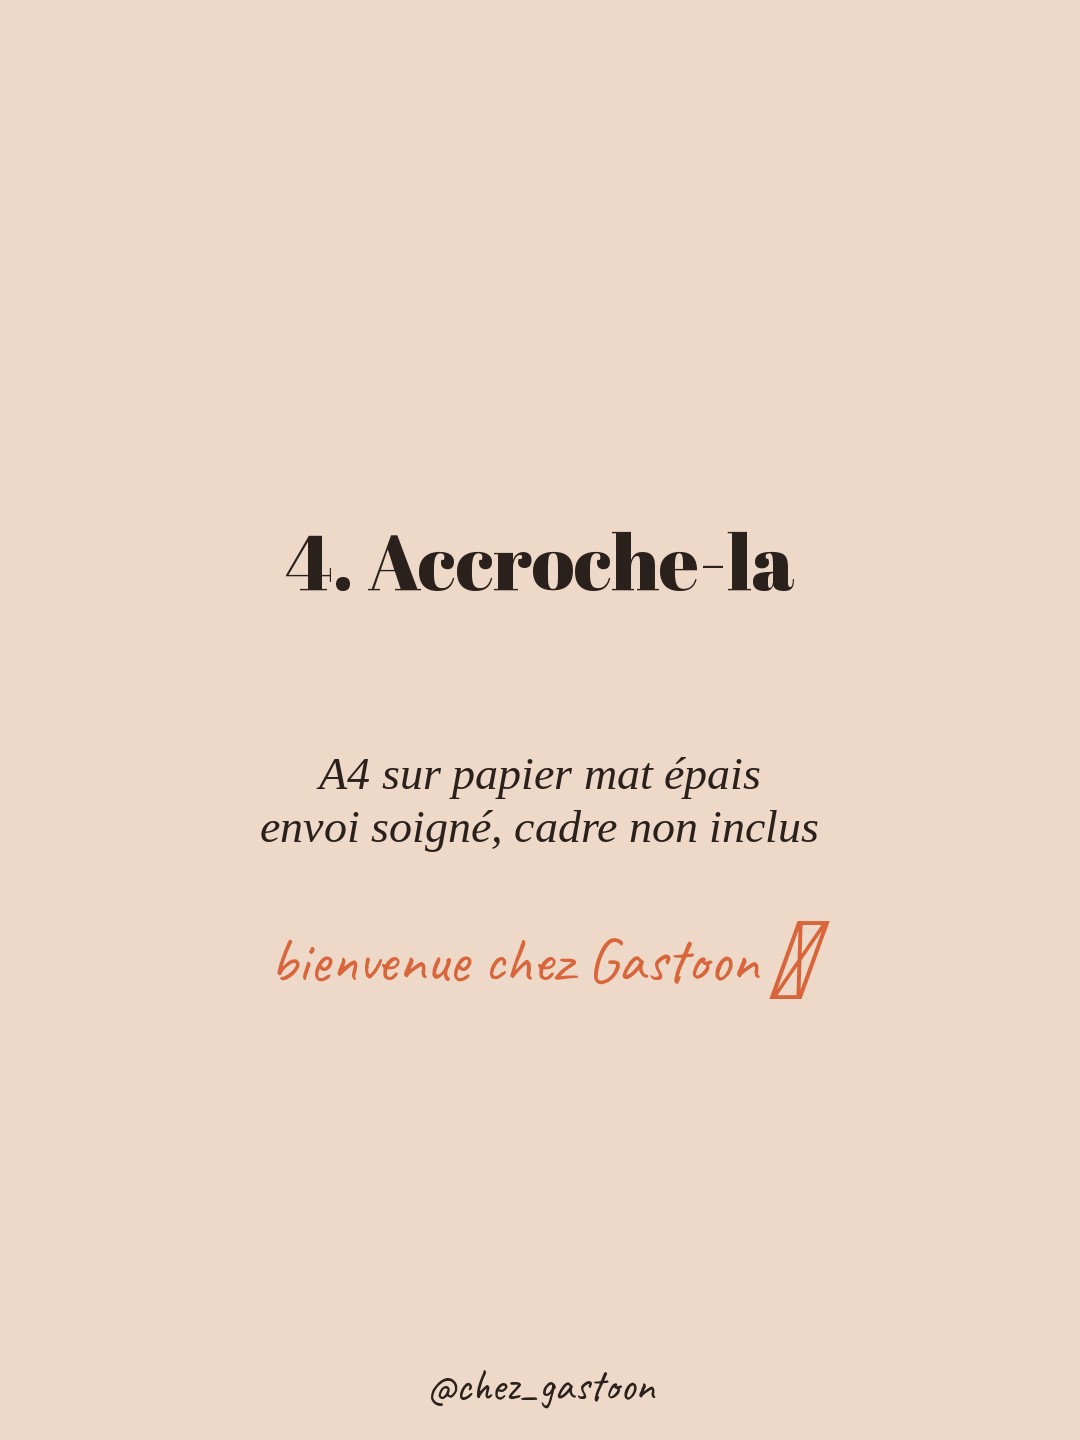 4. Accroche-la
A4 sur papier mat épais
envoi soigné, cadre non inclus
bienvenue chez Gastoon
@chez_gastoon